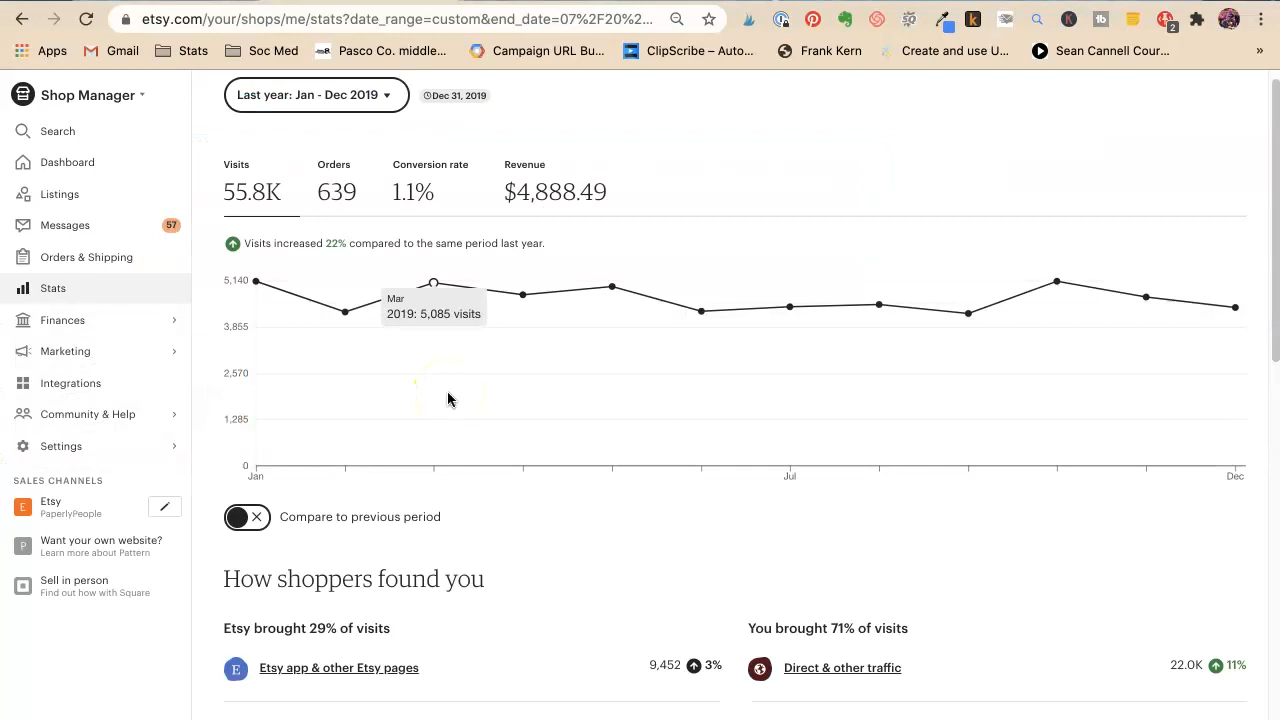 etsy.com/your/shops/me/stats?date_range=custom&end_date=07%2F20%2...
2
Apps
Gmail
Stats
Soc Med
Pasco Co. middle...
Campaign URL Bu...
ClipScribe – Auto...
Frank Kern
Create and use U...
Sean Cannell Cour...
»
Shop Manager
Search
Dashboard
Listings
Messages
57
Orders & Shipping
Stats
Finances
Marketing
Integrations
Community & Help
Settings
SALES CHANNELS
E
Etsy
PaperlyPeople
P
Want your own website?
Learn more about Pattern
Sell in person
Find out how with Square
Last year: Jan - Dec 2019
Dec 31, 2019
Visits
55.8K
Orders
639
Conversion rate
1.1%
Revenue
$4,888.49
Visits increased 22% compared to the same period last year.
5,140
3,855
2,570
1,285
0
Mar
2019: 5,085 visits
Jan
Jul
Dec
Compare to previous period
How shoppers found you
Etsy brought 29% of visits
E
Etsy app & other Etsy pages
9,452
3%
You brought 71% of visits
Direct & other traffic
22.0K
11%